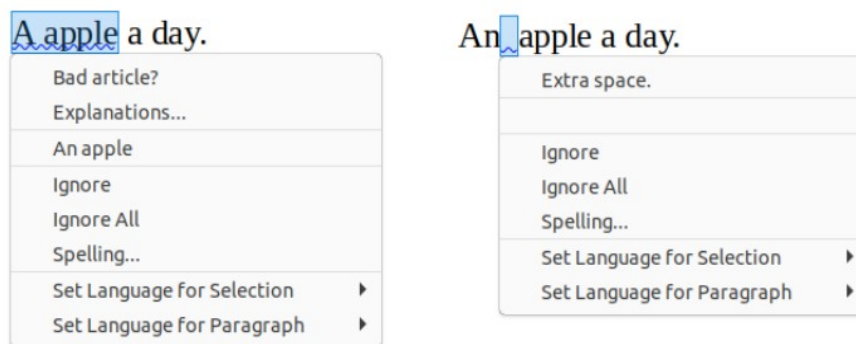 A apple a day.
Bad article?
Explanations...
An apple
Ignore
Ignore All
Spelling...
Set Language for Selection
Set Language for Paragraph
An  apple a day.
Extra space.
Ignore
Ignore All
Spelling...
Set Language for Selection
Set Language for Paragraph